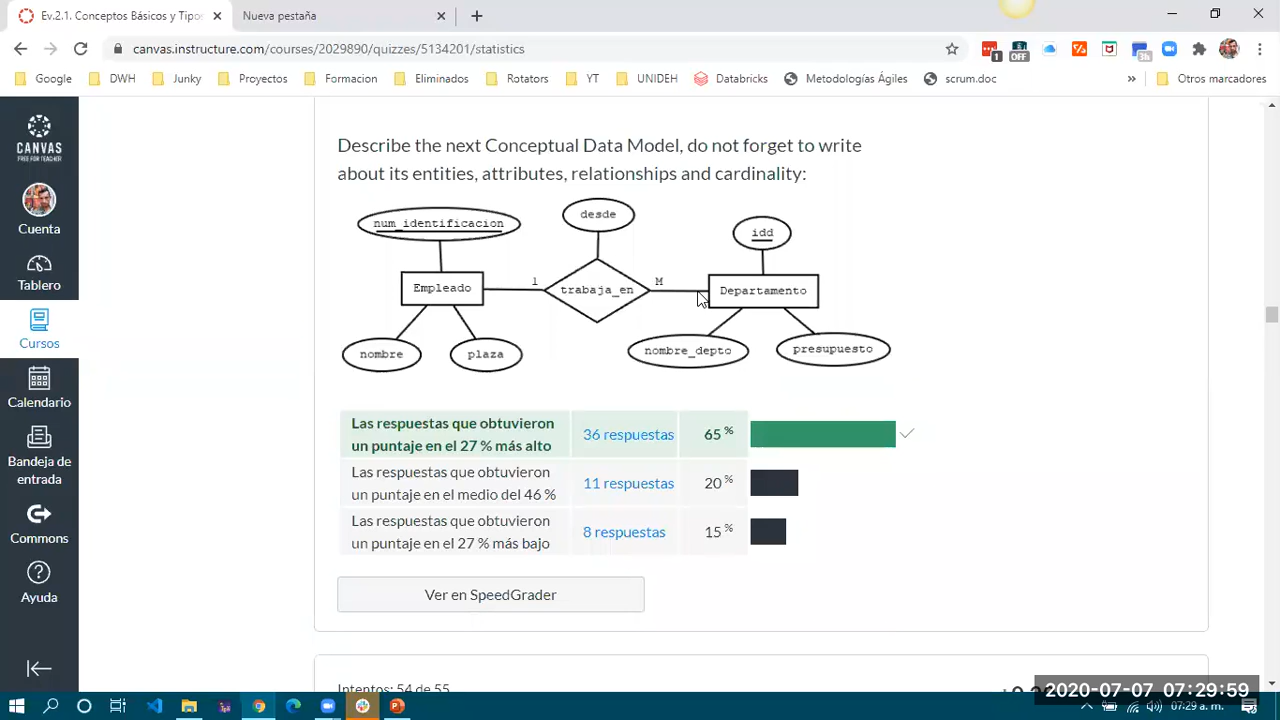 Ev.2.1. Conceptos Básicos y Tipos
Nueva pestaña
canvas.instructure.com/courses/2029890/quizzes/5134201/statistics
1
OFF
3h
Google
DWH
Junky
Proyectos
Formacion
Eliminados
Rotators
YT
UNIDEH
Databricks
Metodologías Ágiles
scrum.doc
»
Otros marcadores
CANVAS
FREE FOR TEACHER
Cuenta
Tablero
Cursos
Calendario
Bandeja de
entrada
Commons
Ayuda
Describe the next Conceptual Data Model, do not forget to write
about its entities, attributes, relationships and cardinality:
num_identificacion
desde
idd
Empleado
1
trabaja_en
M
Departamento
nombre
plaza
nombre_depto
presupuesto
Las respuestas que obtuvieron
un puntaje en el 27 % más alto
36 respuestas
65 %
Las respuestas que obtuvieron
un puntaje en el medio del 46 %
11 respuestas
20 %
Las respuestas que obtuvieron
un puntaje en el 27 % más bajo
8 respuestas
15 %
Ver en SpeedGrader
Intentos: 54 de 55
2020-07-07 07:29:59
07:29 a. m.